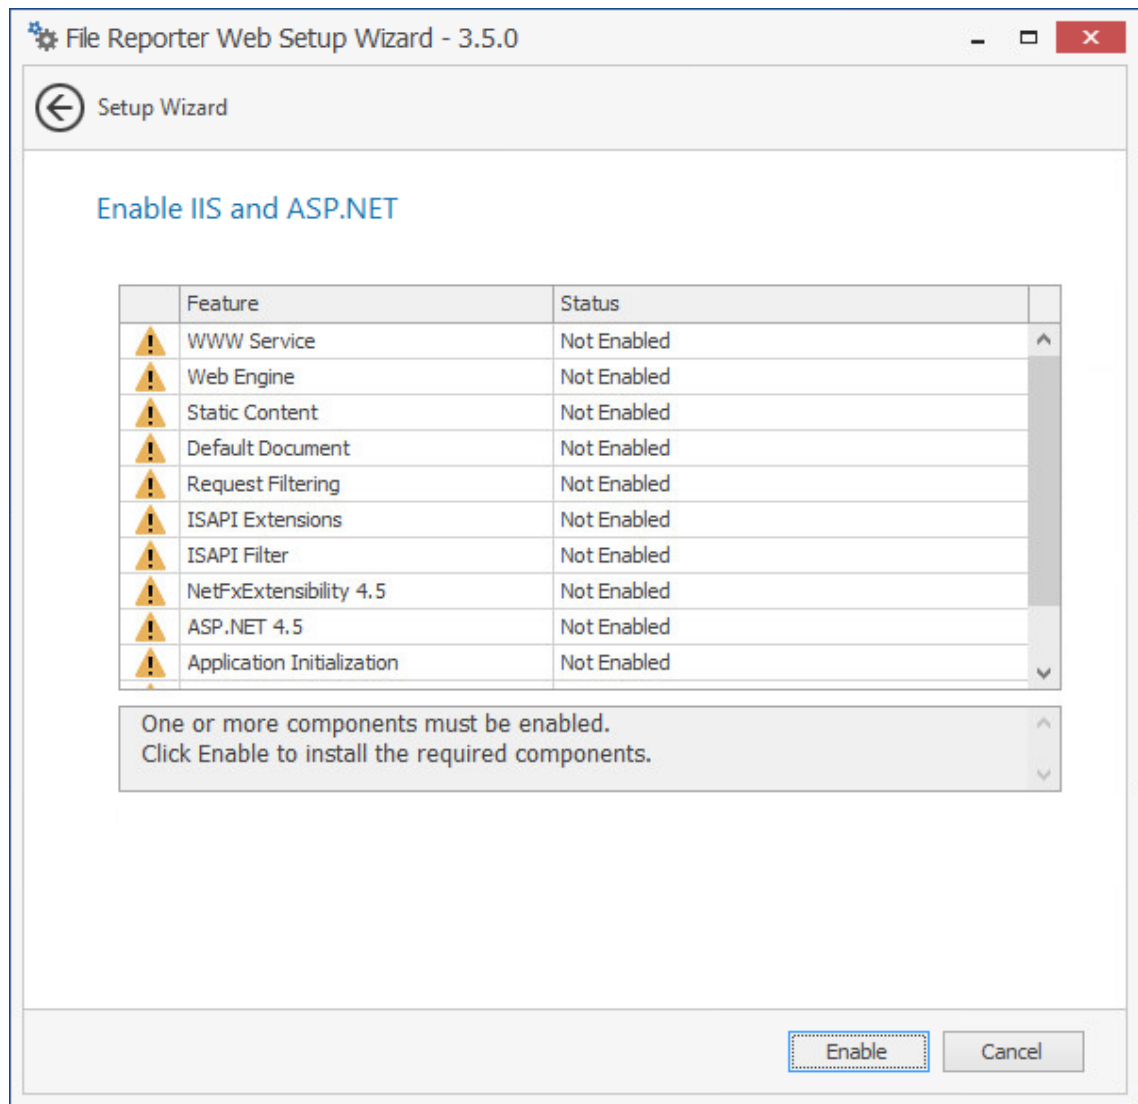 File Reporter Web Setup Wizard - 3.5.0
Setup Wizard
Enable IIS and ASP.NET
Feature Status
WWW Service Not Enabled
Web Engine Not Enabled
Static Content Not Enabled
Default Document Not Enabled
Request Filtering Not Enabled
ISAPI Extensions Not Enabled
ISAPI Filter Not Enabled
NetFxExtensibility 4.5 Not Enabled
ASP.NET 4.5 Not Enabled
Application Initialization Not Enabled
One or more components must be enabled.
Click Enable to install the required components.
Enable Cancel